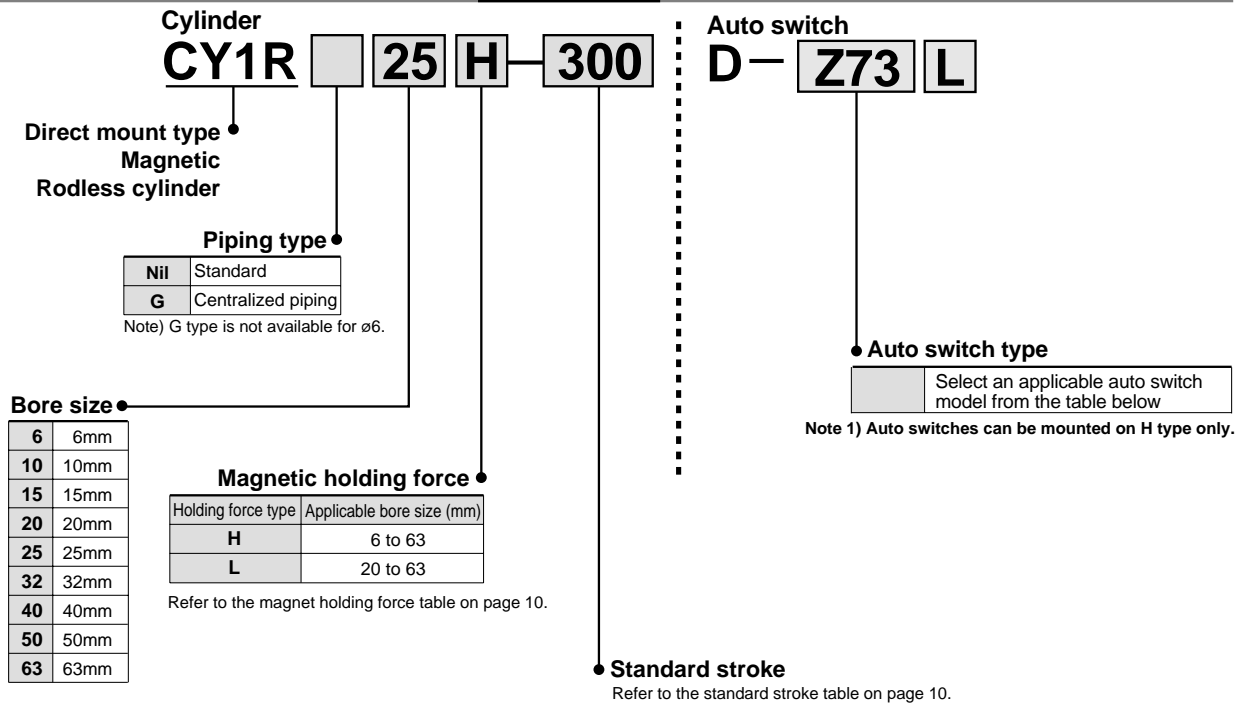 Cylinder
CY1R 25 H — 300
Auto switch
D — Z73 L
Direct mount type
Magnetic
Rodless cylinder
Piping type
Nil Standard
G Centralized piping
Note) G type is not available for ø6.
Auto switch type
Select an applicable auto switch
model from the table below
Note 1) Auto switches can be mounted on H type only.
Bore size
6 6mm
10 10mm
15 15mm
20 20mm
25 25mm
32 32mm
40 40mm
50 50mm
63 63mm
Magnetic holding force
Holding force type Applicable bore size (mm)
H 6 to 63
L 20 to 63
Refer to the magnet holding force table on page 10.
Standard stroke
Refer to the standard stroke table on page 10.